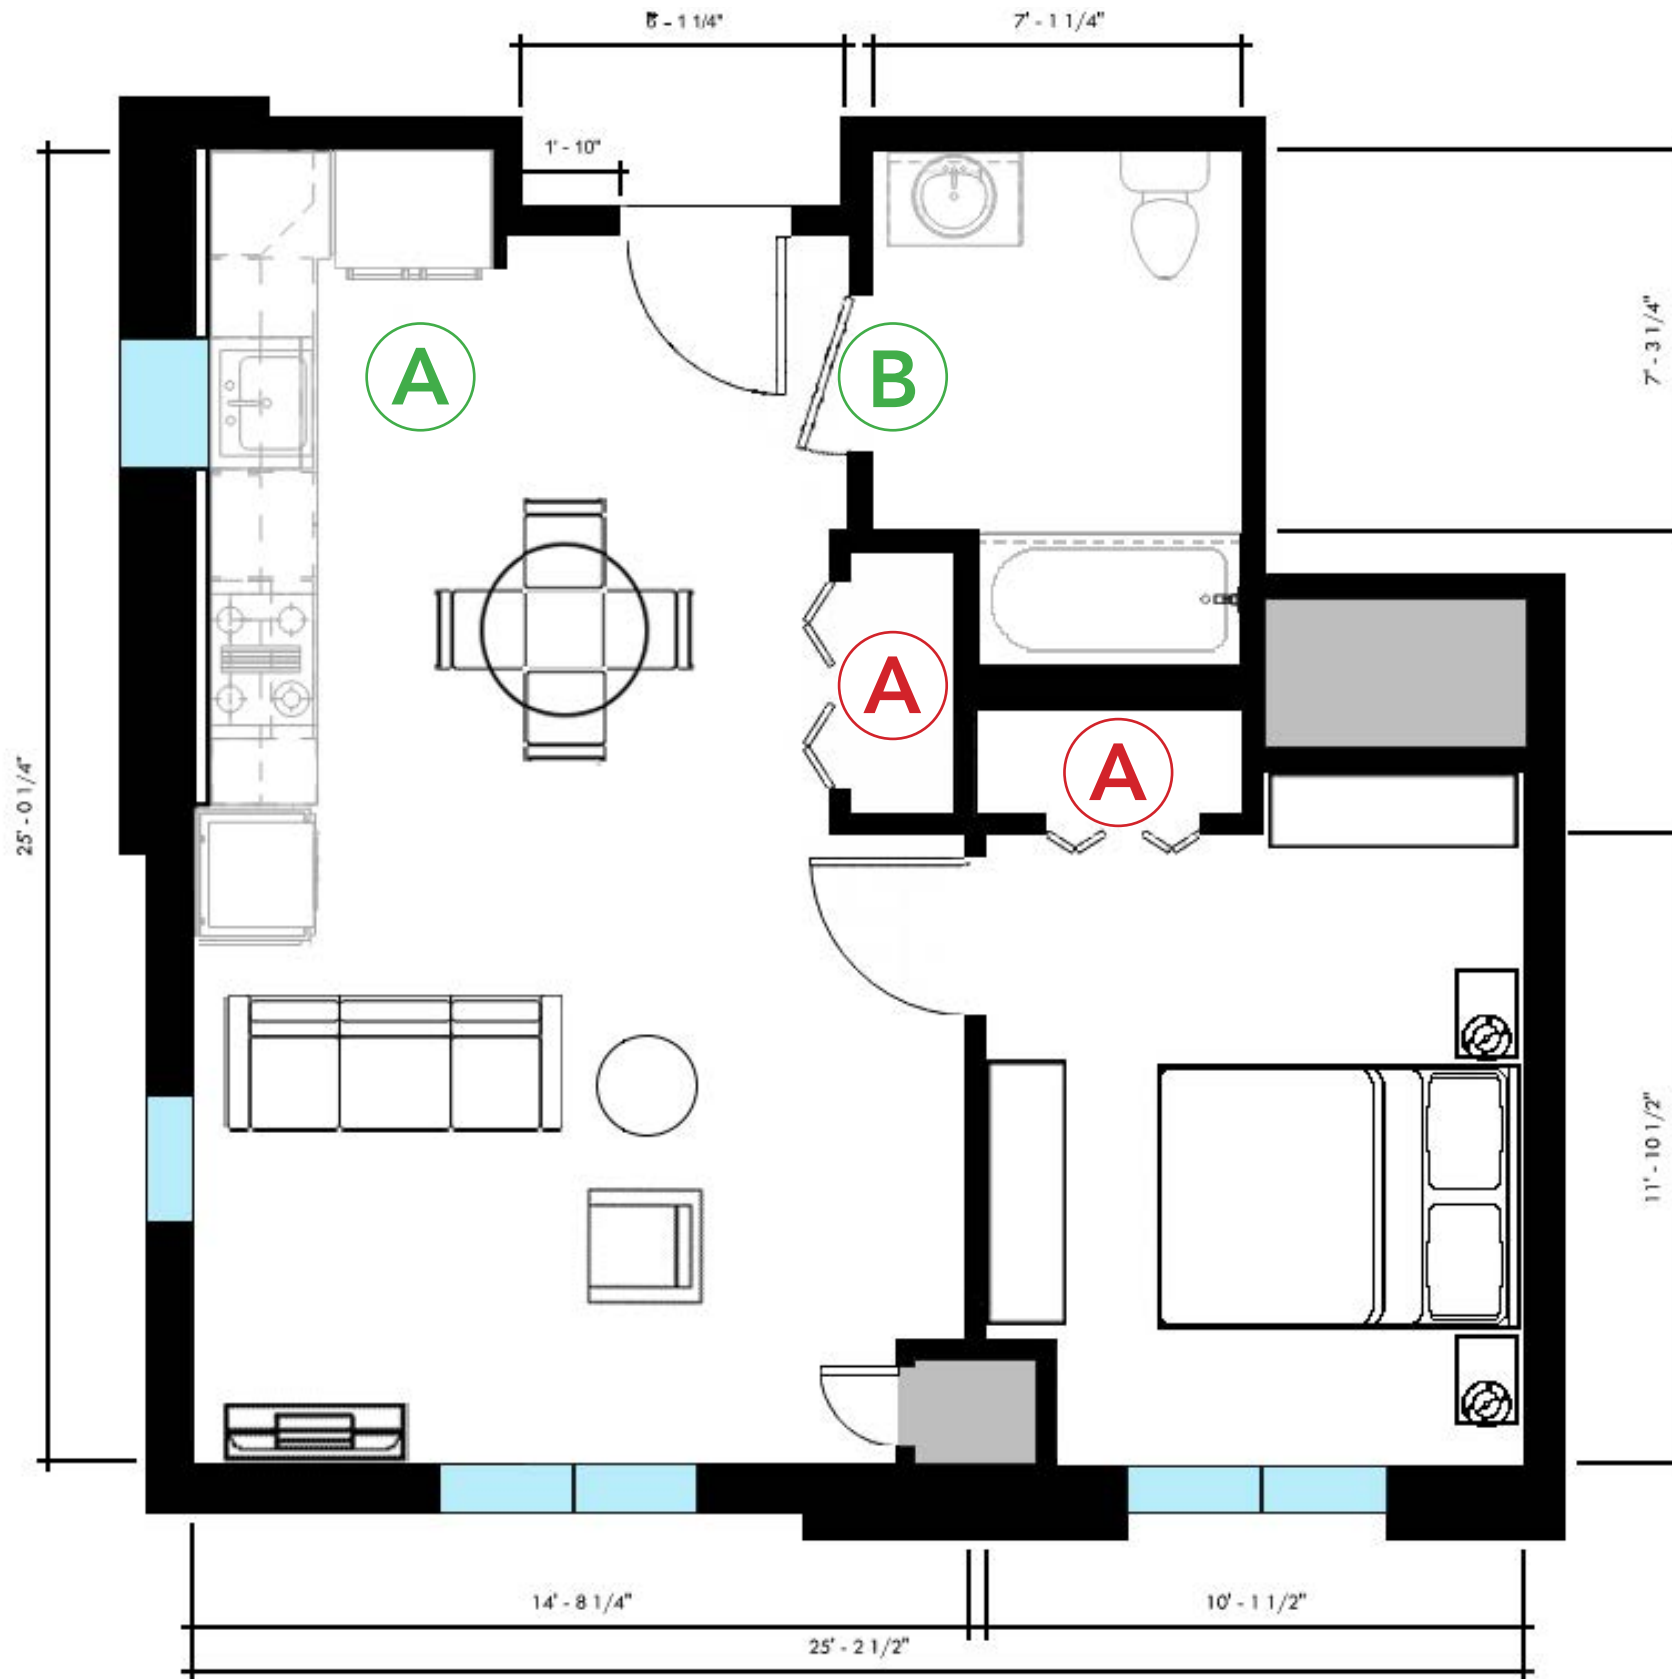 - 1 1/4"
7' - 1 1/4"
1' - 10"
7' - 3 1/4"
A
B
A
A
25' - 0 1/4"
11' - 10 1/2"
14' - 8 1/4"
10' - 1 1/2"
25' - 2 1/2"